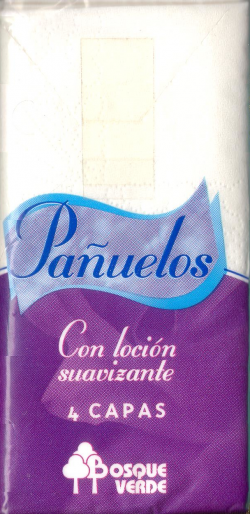 Pañuelos
Con loción
suavizante
4 CAPAS
BOSQUE
VERDE